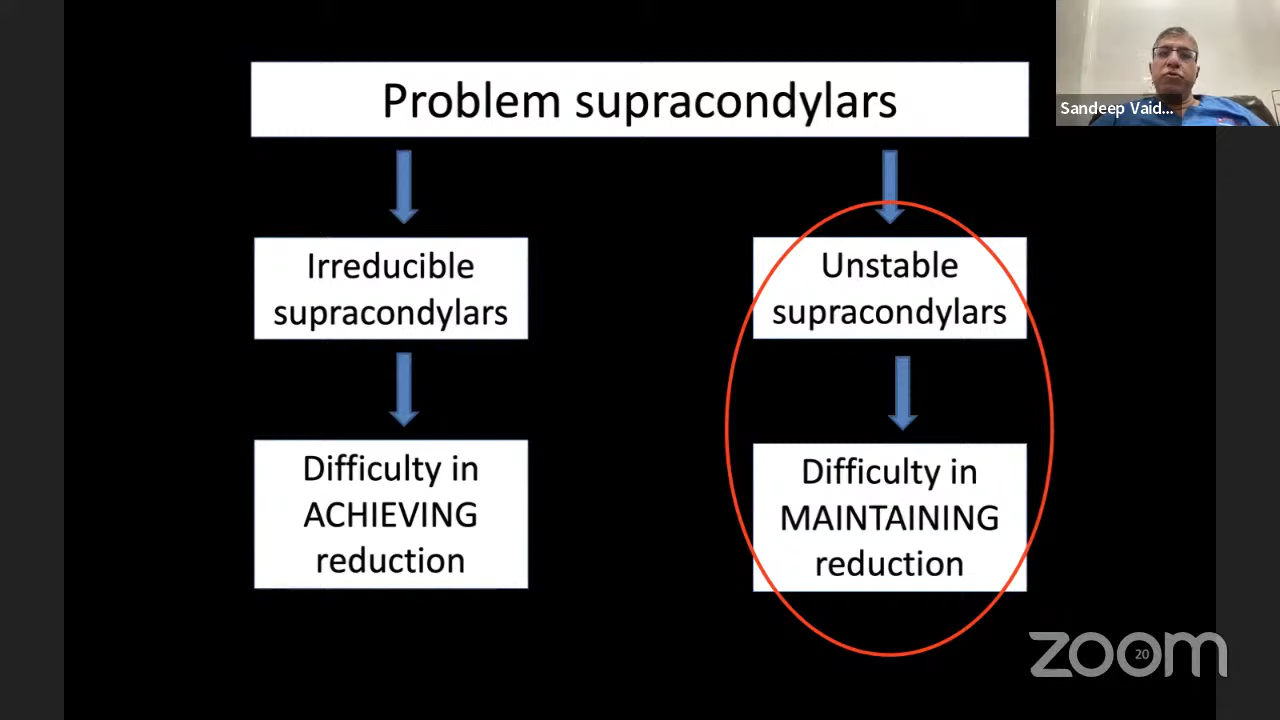 Problem supracondylars
Sandeep Vaid...
Irreducible
supracondylars
Unstable
supracondylars
Difficulty in
ACHIEVING
reduction
Difficulty in
MAINTAINING
reduction
zoom
20